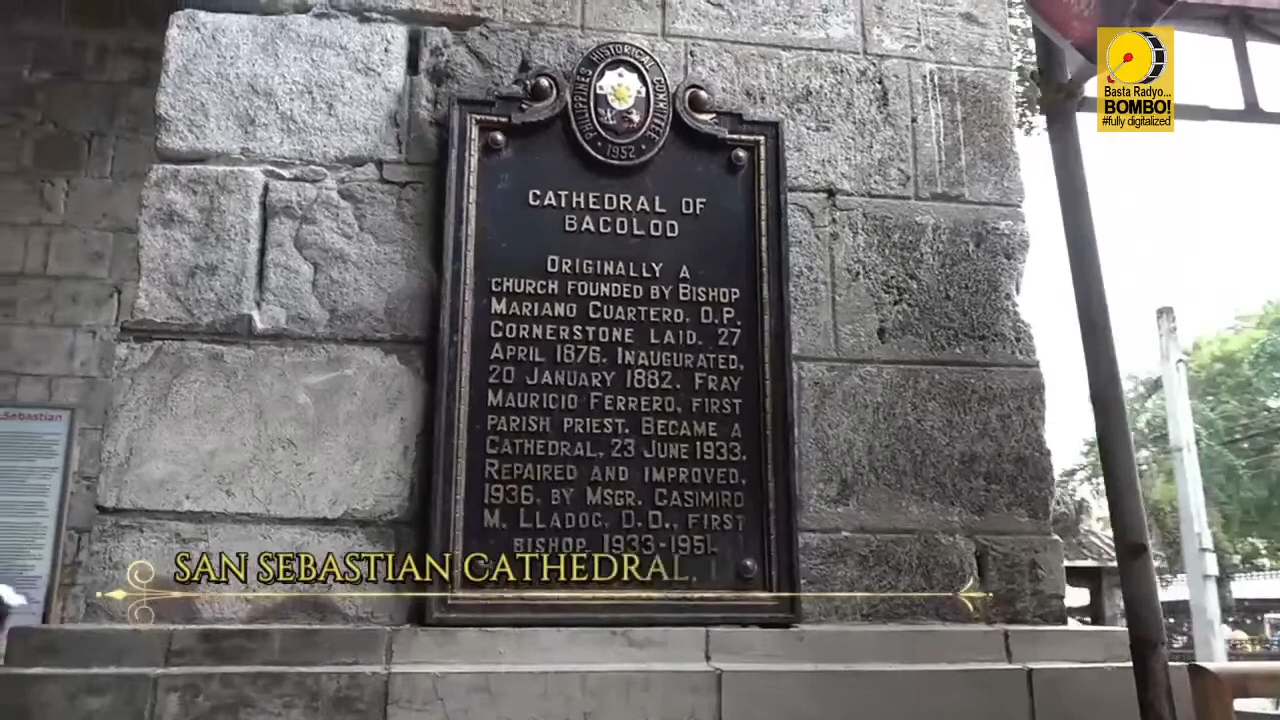 Basta Radyo...
BOMBO!
#fully digitalized
PHILIPPINES HISTORICAL COMMITTEE
1952
CATHEDRAL OF
BACOLOD
ORIGINALLY A
CHURCH FOUNDED BY BISHOP
MARIANO CUARTERO, O.P.
CORNERSTONE LAID, 27
APRIL 1876. INAUGURATED,
20 JANUARY 1882. FRAY
MAURICIO FERRERO, FIRST
PARISH PRIEST. BECAME A
CATHEDRAL, 23 JUNE 1933.
REPAIRED AND IMPROVED,
1936, BY MSGR. CASIMIRO
M. LLADOC, D.D., FIRST
BISHOP, 1933-1951.
Sebastian
SAN SEBASTIAN CATHEDRAL,